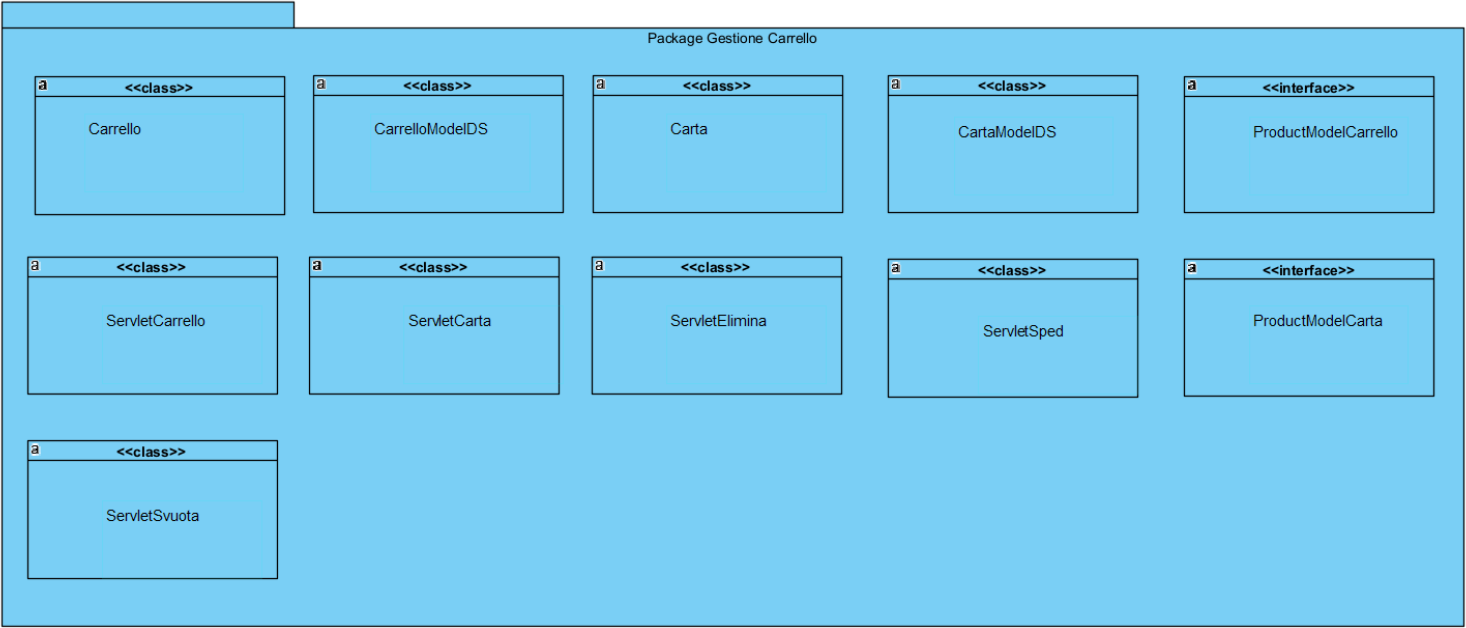 Package Gestione Carrello
a <<class>>
Carrello
a <<class>>
CarrelloModelDS
a <<class>>
Carta
a <<class>>
CartaModelDS
a <<interface>>
ProductModelCarrello
a <<class>>
ServletCarrello
a <<class>>
ServletCarta
a <<class>>
ServletElimina
a <<class>>
ServletSped
a <<interface>>
ProductModelCarta
a <<class>>
ServletSvuota